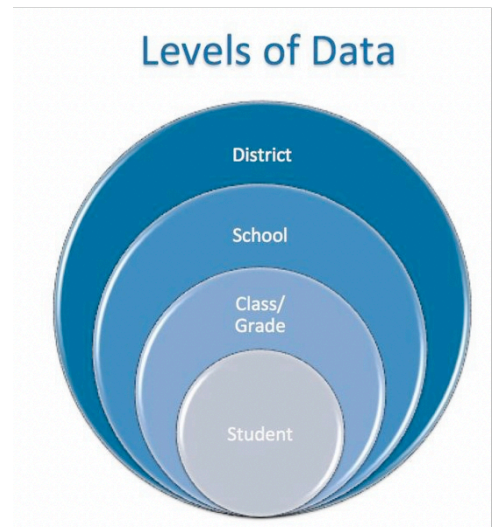 Levels of Data
District
School
Class/
Grade
Student